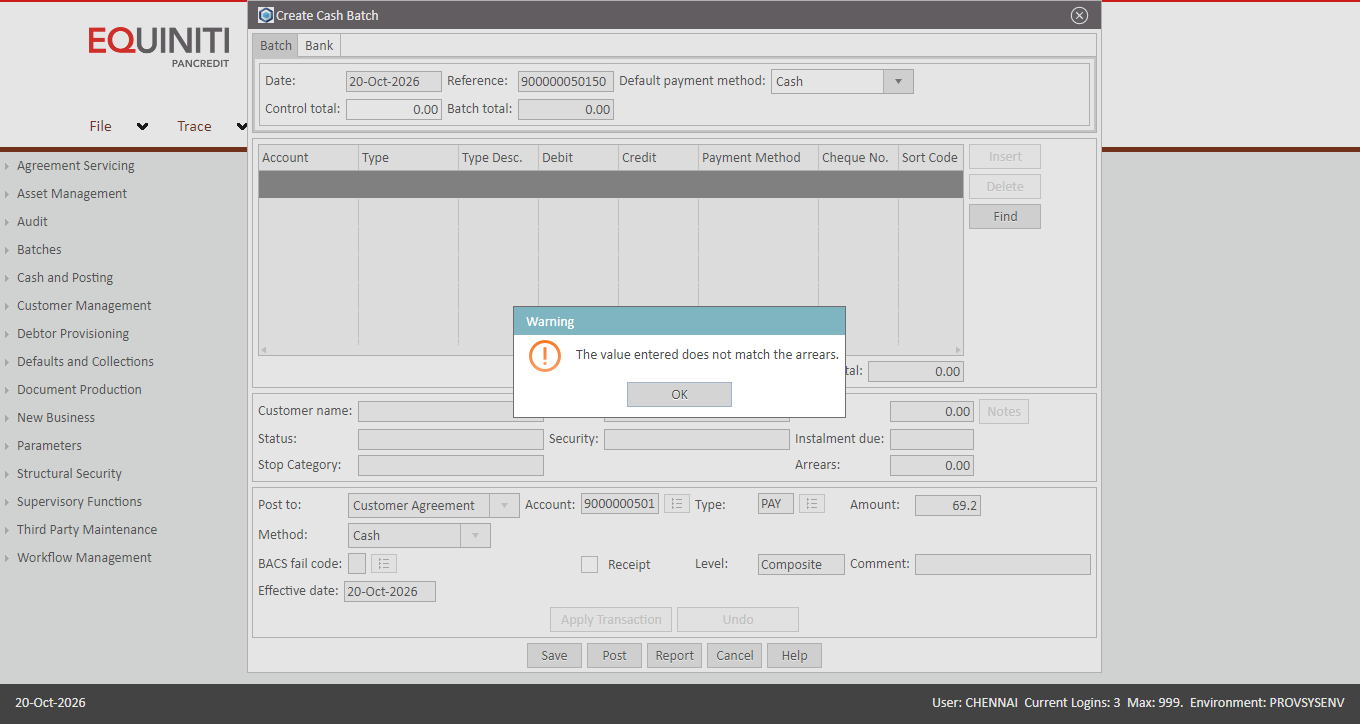 Create Cash Batch
EQUINITI
PANCREDIT
File Trace
Agreement Servicing
Asset Management
Audit
Batches
Cash and Posting
Customer Management
Debtor Provisioning
Defaults and Collections
Document Production
New Business
Parameters
Structural Security
Supervisory Functions
Third Party Maintenance
Workflow Management
Batch Bank
Date: 20-Oct-2026 Reference: 900000050150 Default payment method: Cash
Control total: 0.00 Batch total: 0.00
Account Type Type Desc. Debit Credit Payment Method Cheque No. Sort Code
Insert
Delete
Find
Warning
The value entered does not match the arrears.
OK
tal: 0.00
Customer name: 0.00 Notes
Status: Security: Instalment due:
Stop Category: Arrears: 0.00
Post to: Customer Agreement Account: 9000000501 Type: PAY Amount: 69.2
Method: Cash
BACS fail code: Receipt Level: Composite Comment:
Effective date: 20-Oct-2026
Apply Transaction Undo
Save Post Report Cancel Help
20-Oct-2026 User: CHENNAI Current Logins: 3 Max: 999. Environment: PROVSYSENV